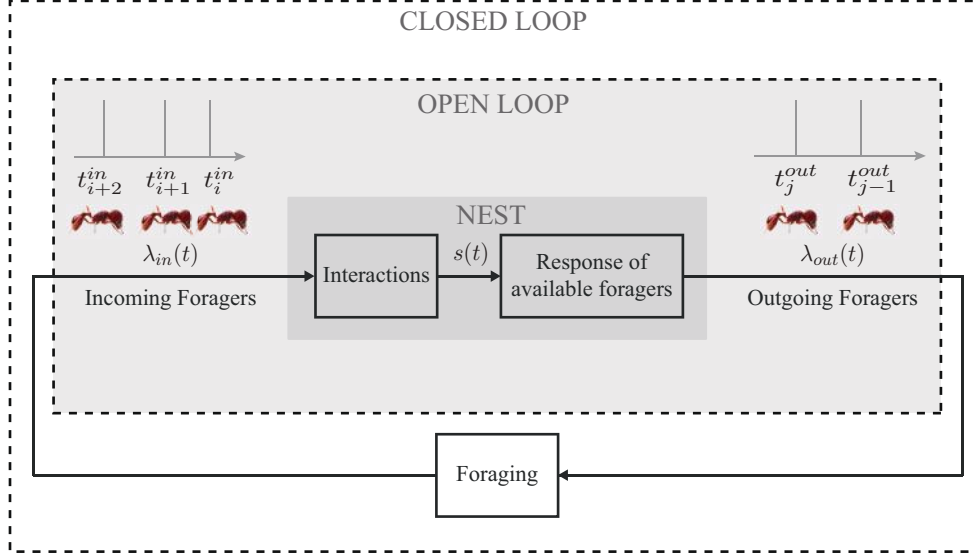 CLOSED LOOP
OPEN LOOP
t_{i+2}^{in} t_{i+1}^{in} t_i^{in}
t_j^{out} t_{j-1}^{out}
NEST
λ_{in}(t)
Interactions
s(t)
Response of
available foragers
λ_{out}(t)
Incoming Foragers
Outgoing Foragers
Foraging